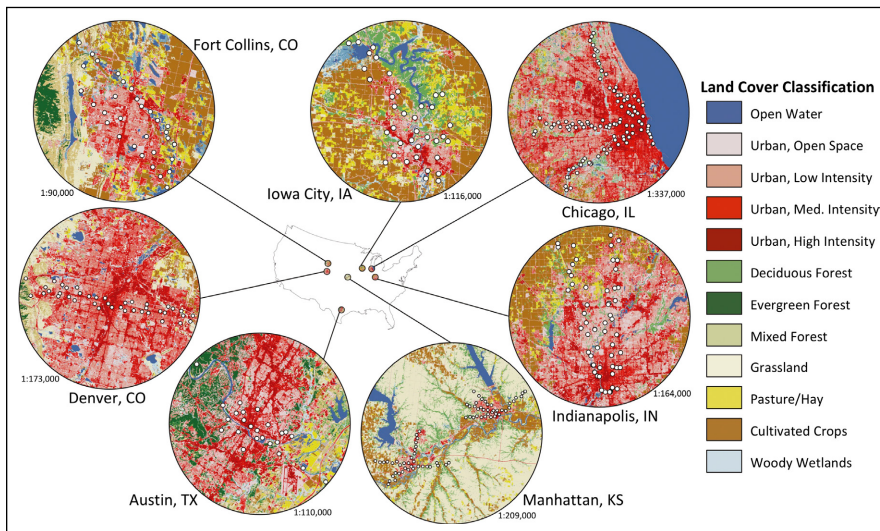 Fort Collins, CO
1:90,000
Iowa City, IA
1:116,000
Chicago, IL
1:337,000
Denver, CO
1:173,000
Austin, TX
1:110,000
Manhattan, KS
1:209,000
Indianapolis, IN
1:164,000
Land Cover Classification
Open Water
Urban, Open Space
Urban, Low Intensity
Urban, Med. Intensity
Urban, High Intensity
Deciduous Forest
Evergreen Forest
Mixed Forest
Grassland
Pasture/Hay
Cultivated Crops
Woody Wetlands